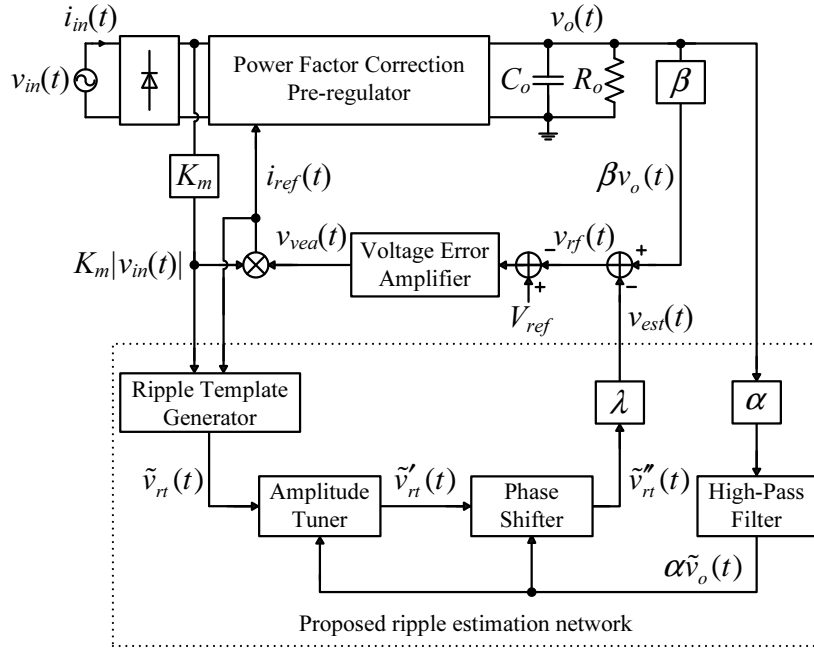 i_in(t)
v_o(t)
v_in(t)
Power Factor Correction
Pre-regulator
C_o
R_o
β
K_m
i_ref(t)
βv_o(t)
v_vea(t)
Voltage Error
Amplifier
v_rf(t)
-
+
K_m|v_in(t)|
+
-
V_ref
v_est(t)
Ripple Template
Generator
λ
α
ṽ_rt(t)
Amplitude
Tuner
ṽ′_rt(t)
Phase
Shifter
ṽ″_rt(t)
High-Pass
Filter
αṽ_o(t)
Proposed ripple estimation network